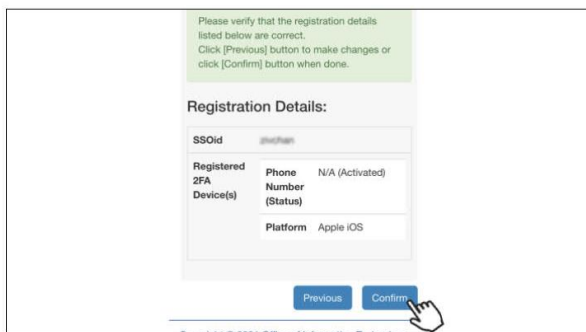 Please verify that the registration details
listed below are correct.
Click [Previous] button to make changes or
click [Confirm] button when done.
Registration Details:
SSOid
Registered 2FA Device(s)
Phone Number (Status) N/A (Activated)
Platform Apple iOS
Previous Confirm